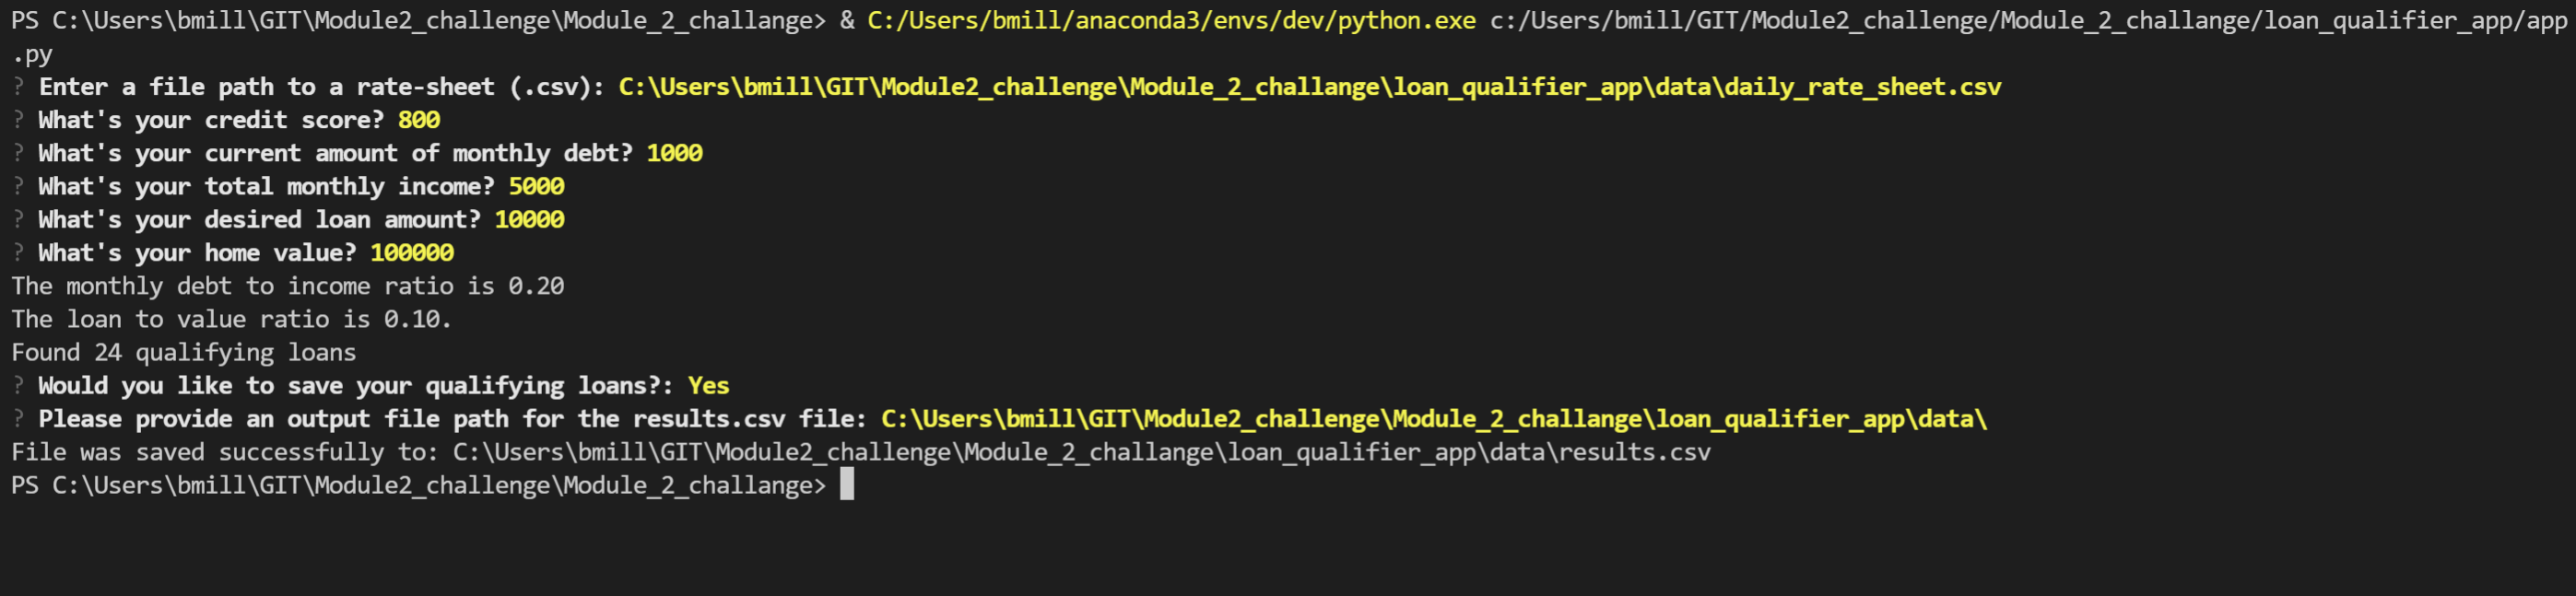 PS C:\Users\bmill\GIT\Module2_challenge\Module_2_challange> & C:/Users/bmill/anaconda3/envs/dev/python.exe c:/Users/bmill/GIT/Module2_challenge/Module_2_challange/loan_qualifier_app/app
.py
? Enter a file path to a rate-sheet (.csv): C:\Users\bmill\GIT\Module2_challenge\Module_2_challange\loan_qualifier_app\data\daily_rate_sheet.csv
? What's your credit score? 800
? What's your current amount of monthly debt? 1000
? What's your total monthly income? 5000
? What's your desired loan amount? 10000
? What's your home value? 100000
The monthly debt to income ratio is 0.20
The loan to value ratio is 0.10.
Found 24 qualifying loans
? Would you like to save your qualifying loans?: Yes
? Please provide an output file path for the results.csv file: C:\Users\bmill\GIT\Module2_challenge\Module_2_challange\loan_qualifier_app\data\
File was saved successfully to: C:\Users\bmill\GIT\Module2_challenge\Module_2_challange\loan_qualifier_app\data\results.csv
PS C:\Users\bmill\GIT\Module2_challenge\Module_2_challange>